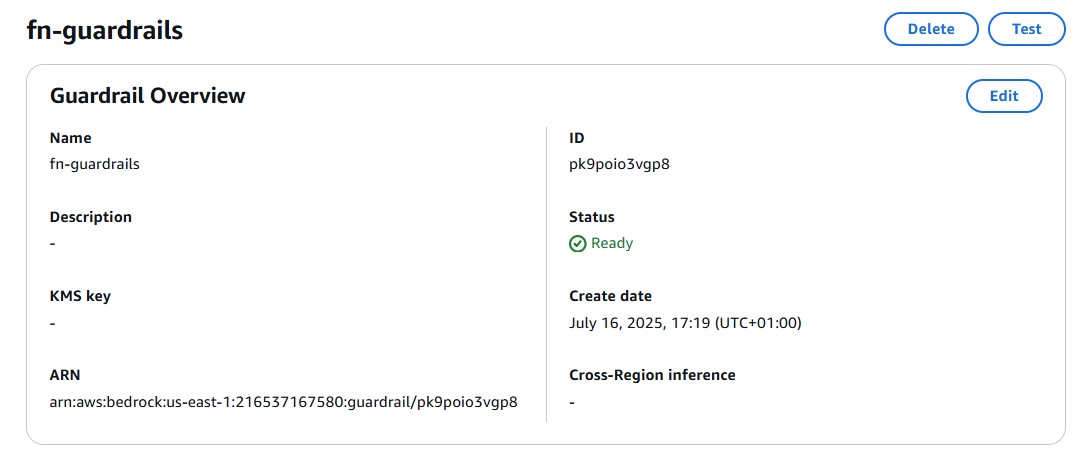 fn-guardrails
Delete
Test
Guardrail Overview
Edit
Name
fn-guardrails
ID
pk9poio3vgp8
Description
-
Status
Ready
KMS key
-
Create date
July 16, 2025, 17:19 (UTC+01:00)
ARN
arn:aws:bedrock:us-east-1:216537167580:guardrail/pk9poio3vgp8
Cross-Region inference
-